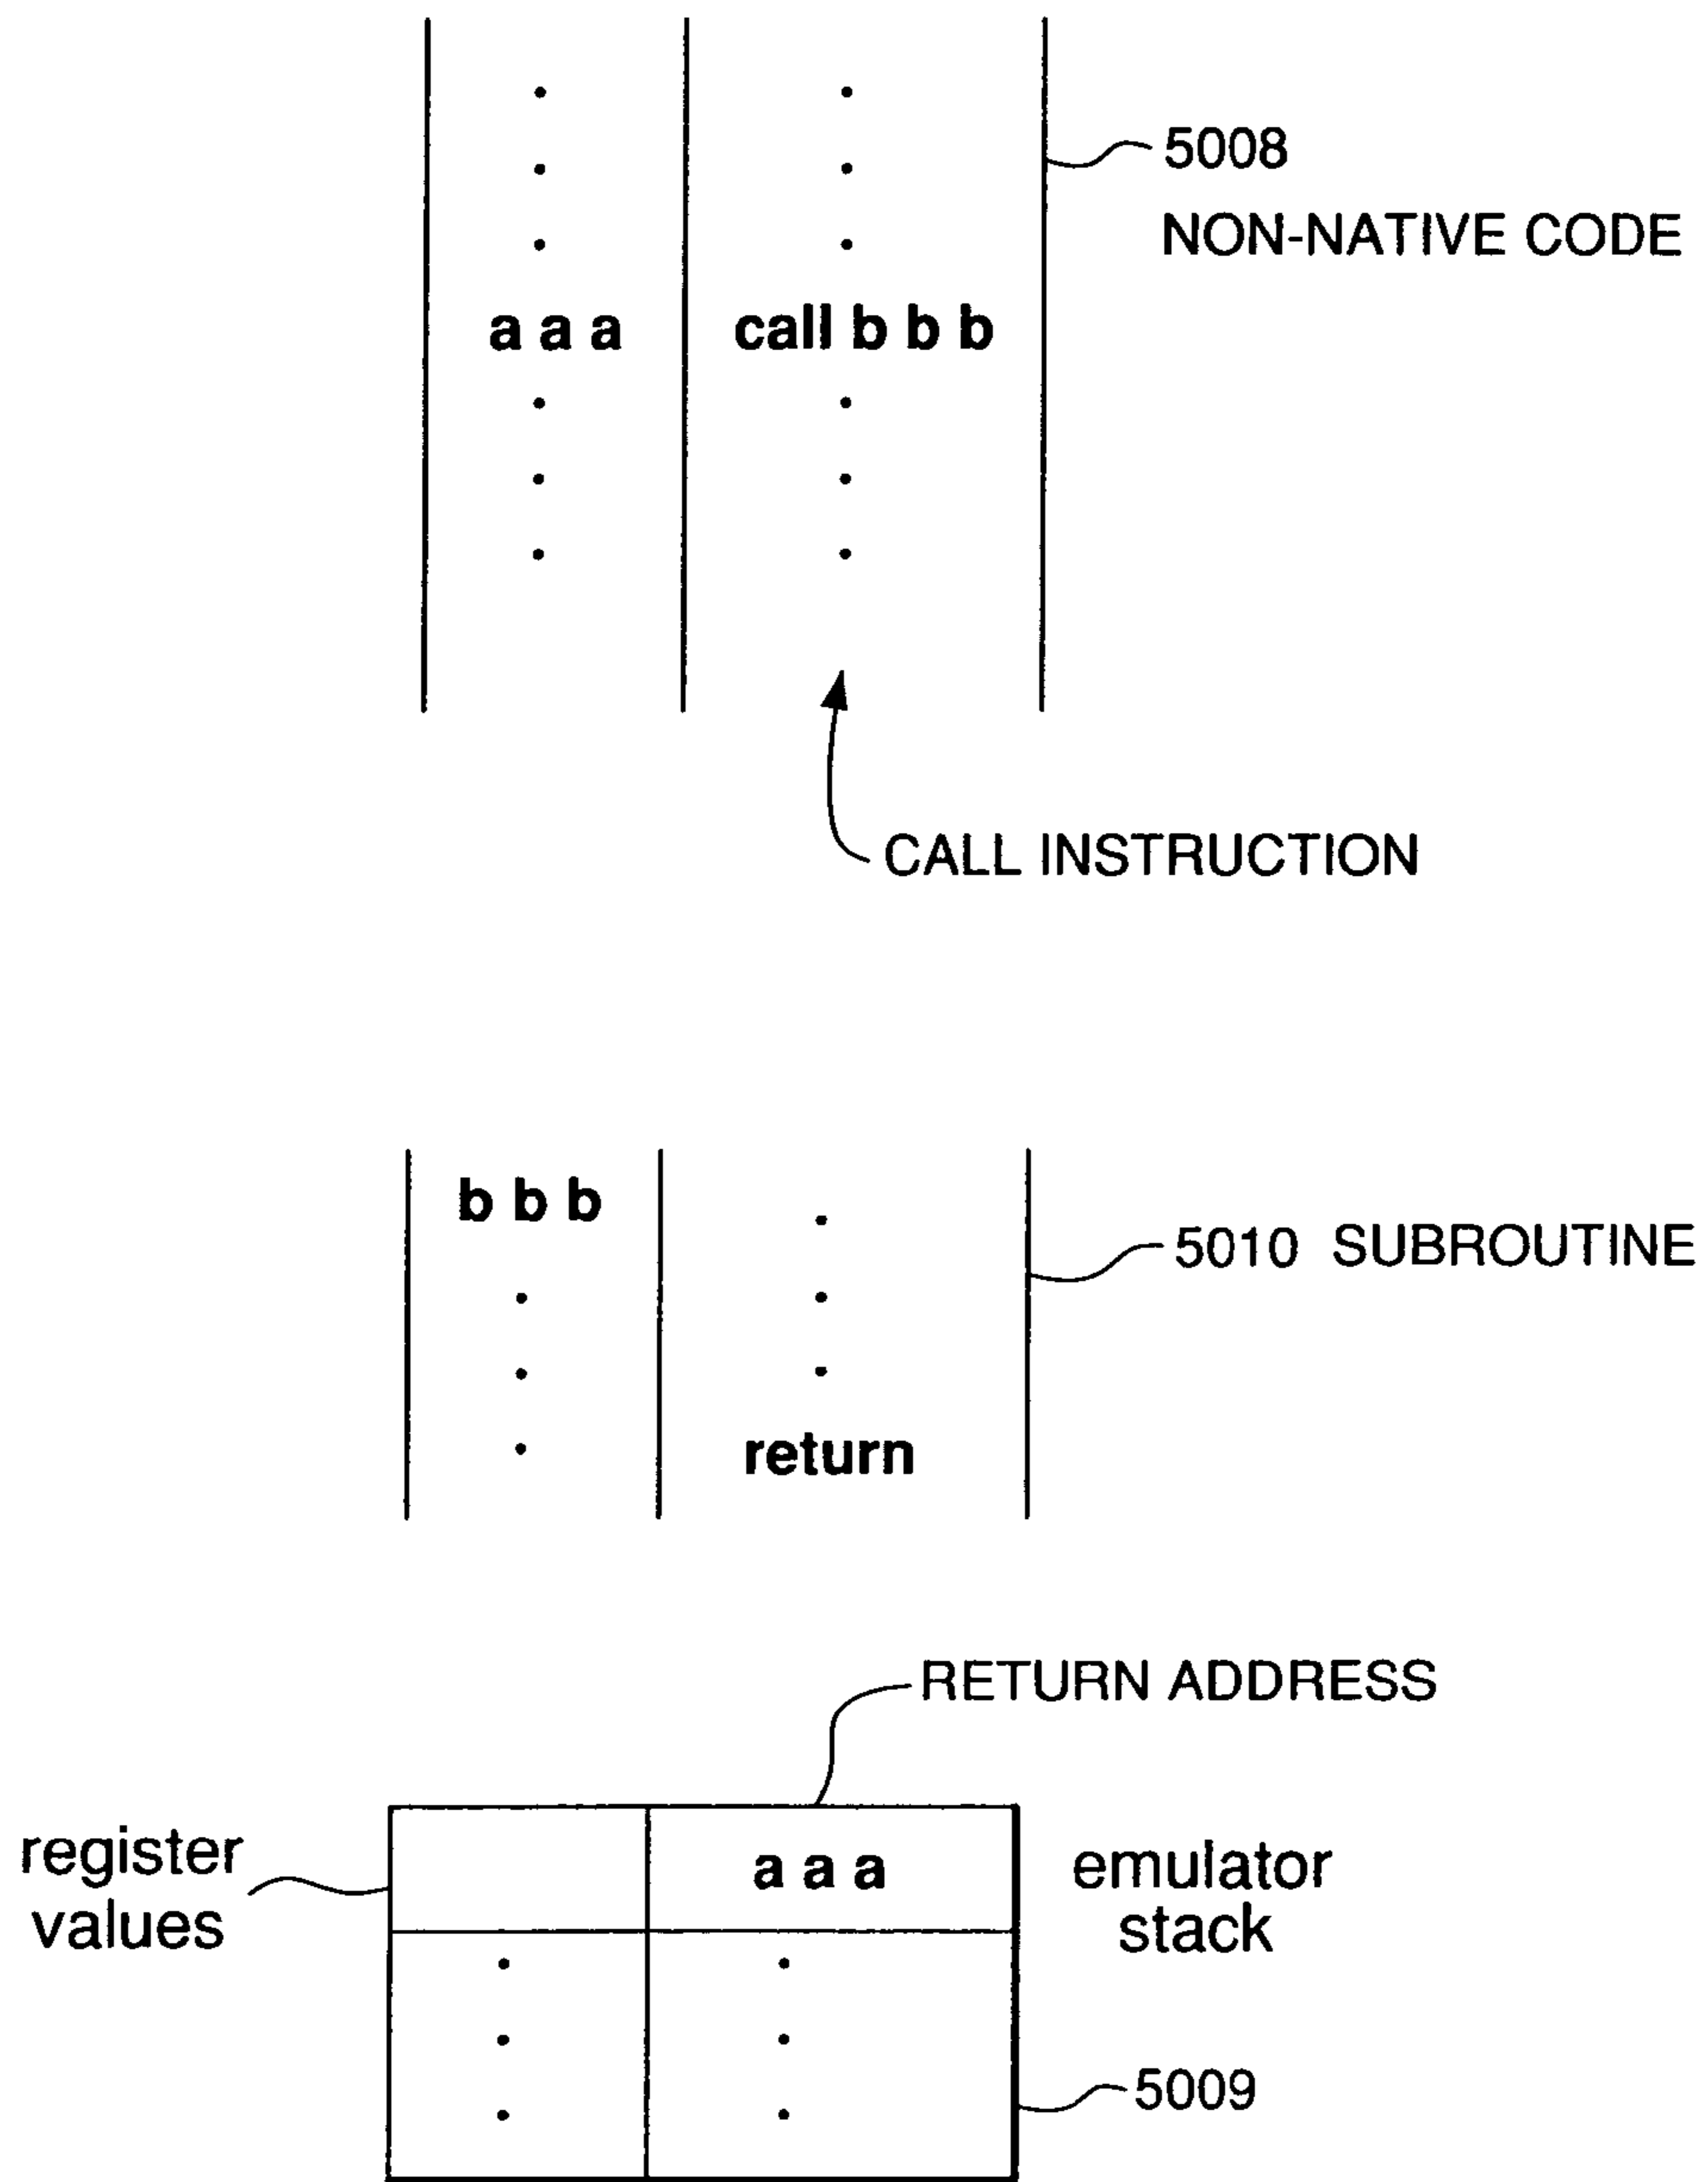 5008
NON-NATIVE CODE
a a a call b b b
CALL INSTRUCTION
b b b
5010 SUBROUTINE
return
RETURN ADDRESS
register
values
a a a
emulator
stack
5009